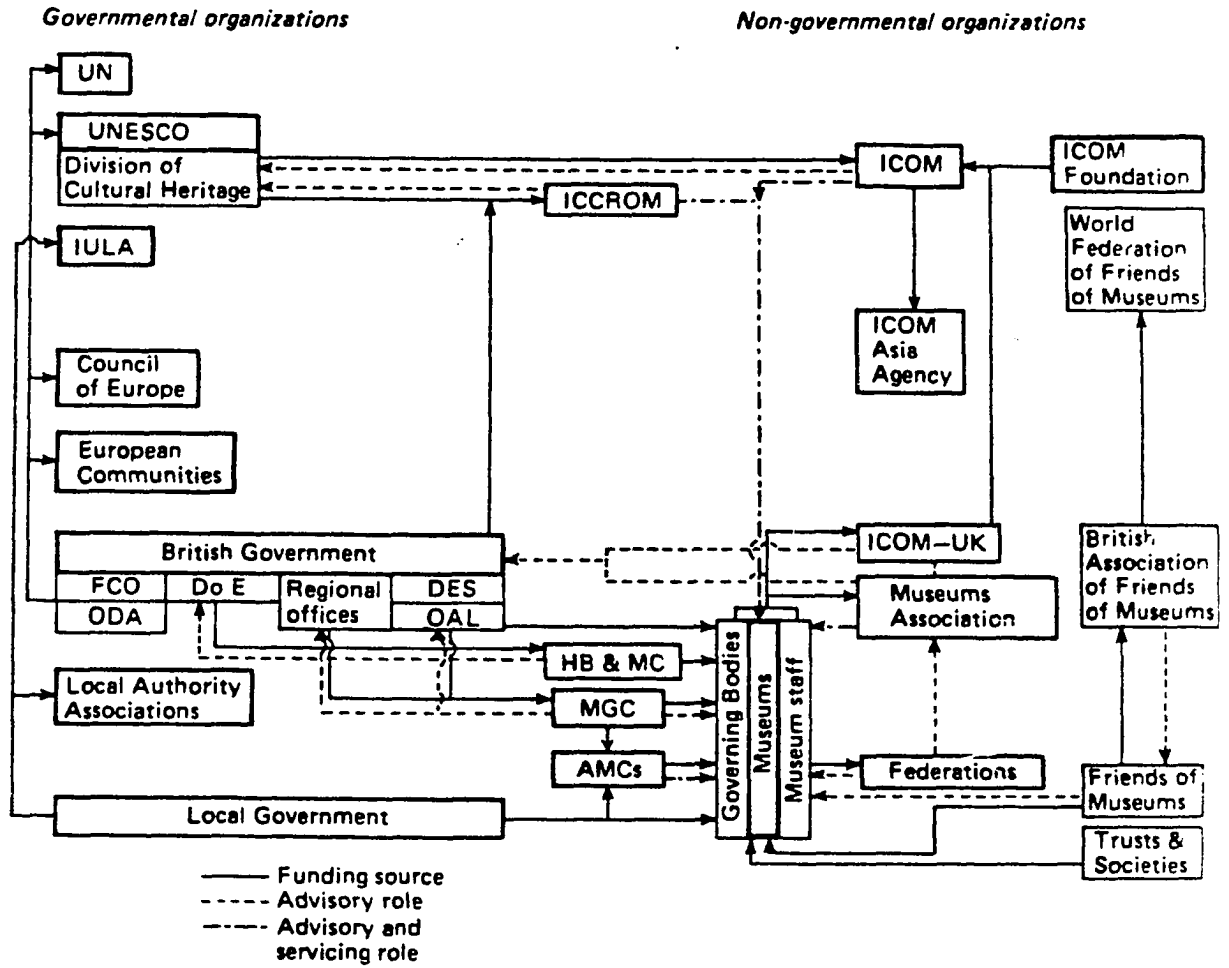 Governmental organizations
Non-governmental organizations
UN
UNESCO
Division of
Cultural Heritage
ICCROM
ICOM
ICOM
Foundation
IULA
World
Federation
of Friends
of Museums
ICOM
Asia
Agency
Council
of Europe
European
Communities
British Government
FCO
ODA
Do E
Regional
offices
DES
OAL
ICOM–UK
Museums
Association
British
Association
of Friends
of Museums
HB & MC
Local Authority
Associations
MGC
AMCs
Governing Bodies
Museums
Museum staff
Federations
Friends of
Museums
Local Government
Trusts &
Societies
Funding source
Advisory role
Advisory and
servicing role